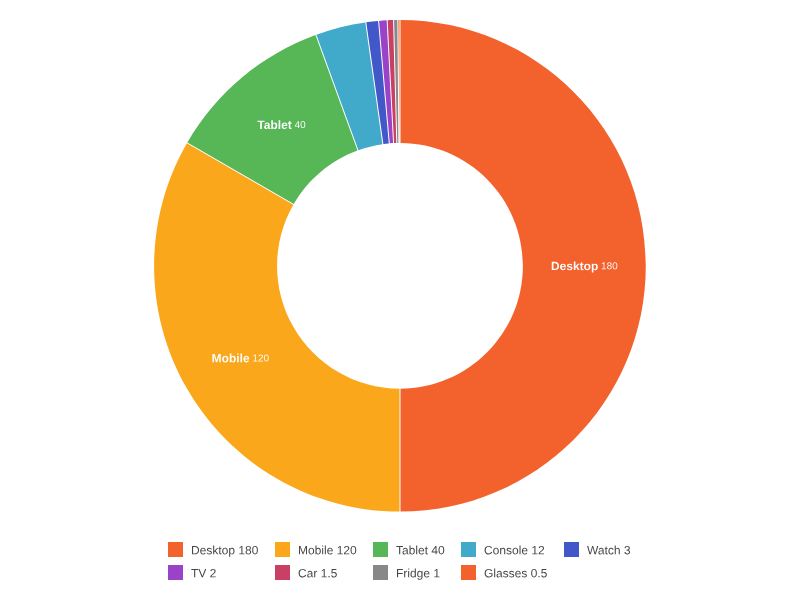 Tablet 40
Desktop 180
Mobile 120
Desktop 180 Mobile 120 Tablet 40 Console 12 Watch 3
TV 2 Car 1.5 Fridge 1 Glasses 0.5